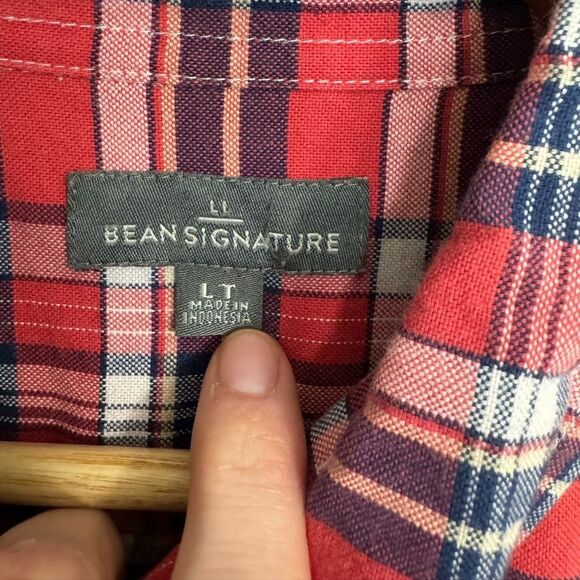 LL
BEAN SIGNATURE
LT
MADE IN
INDONESIA